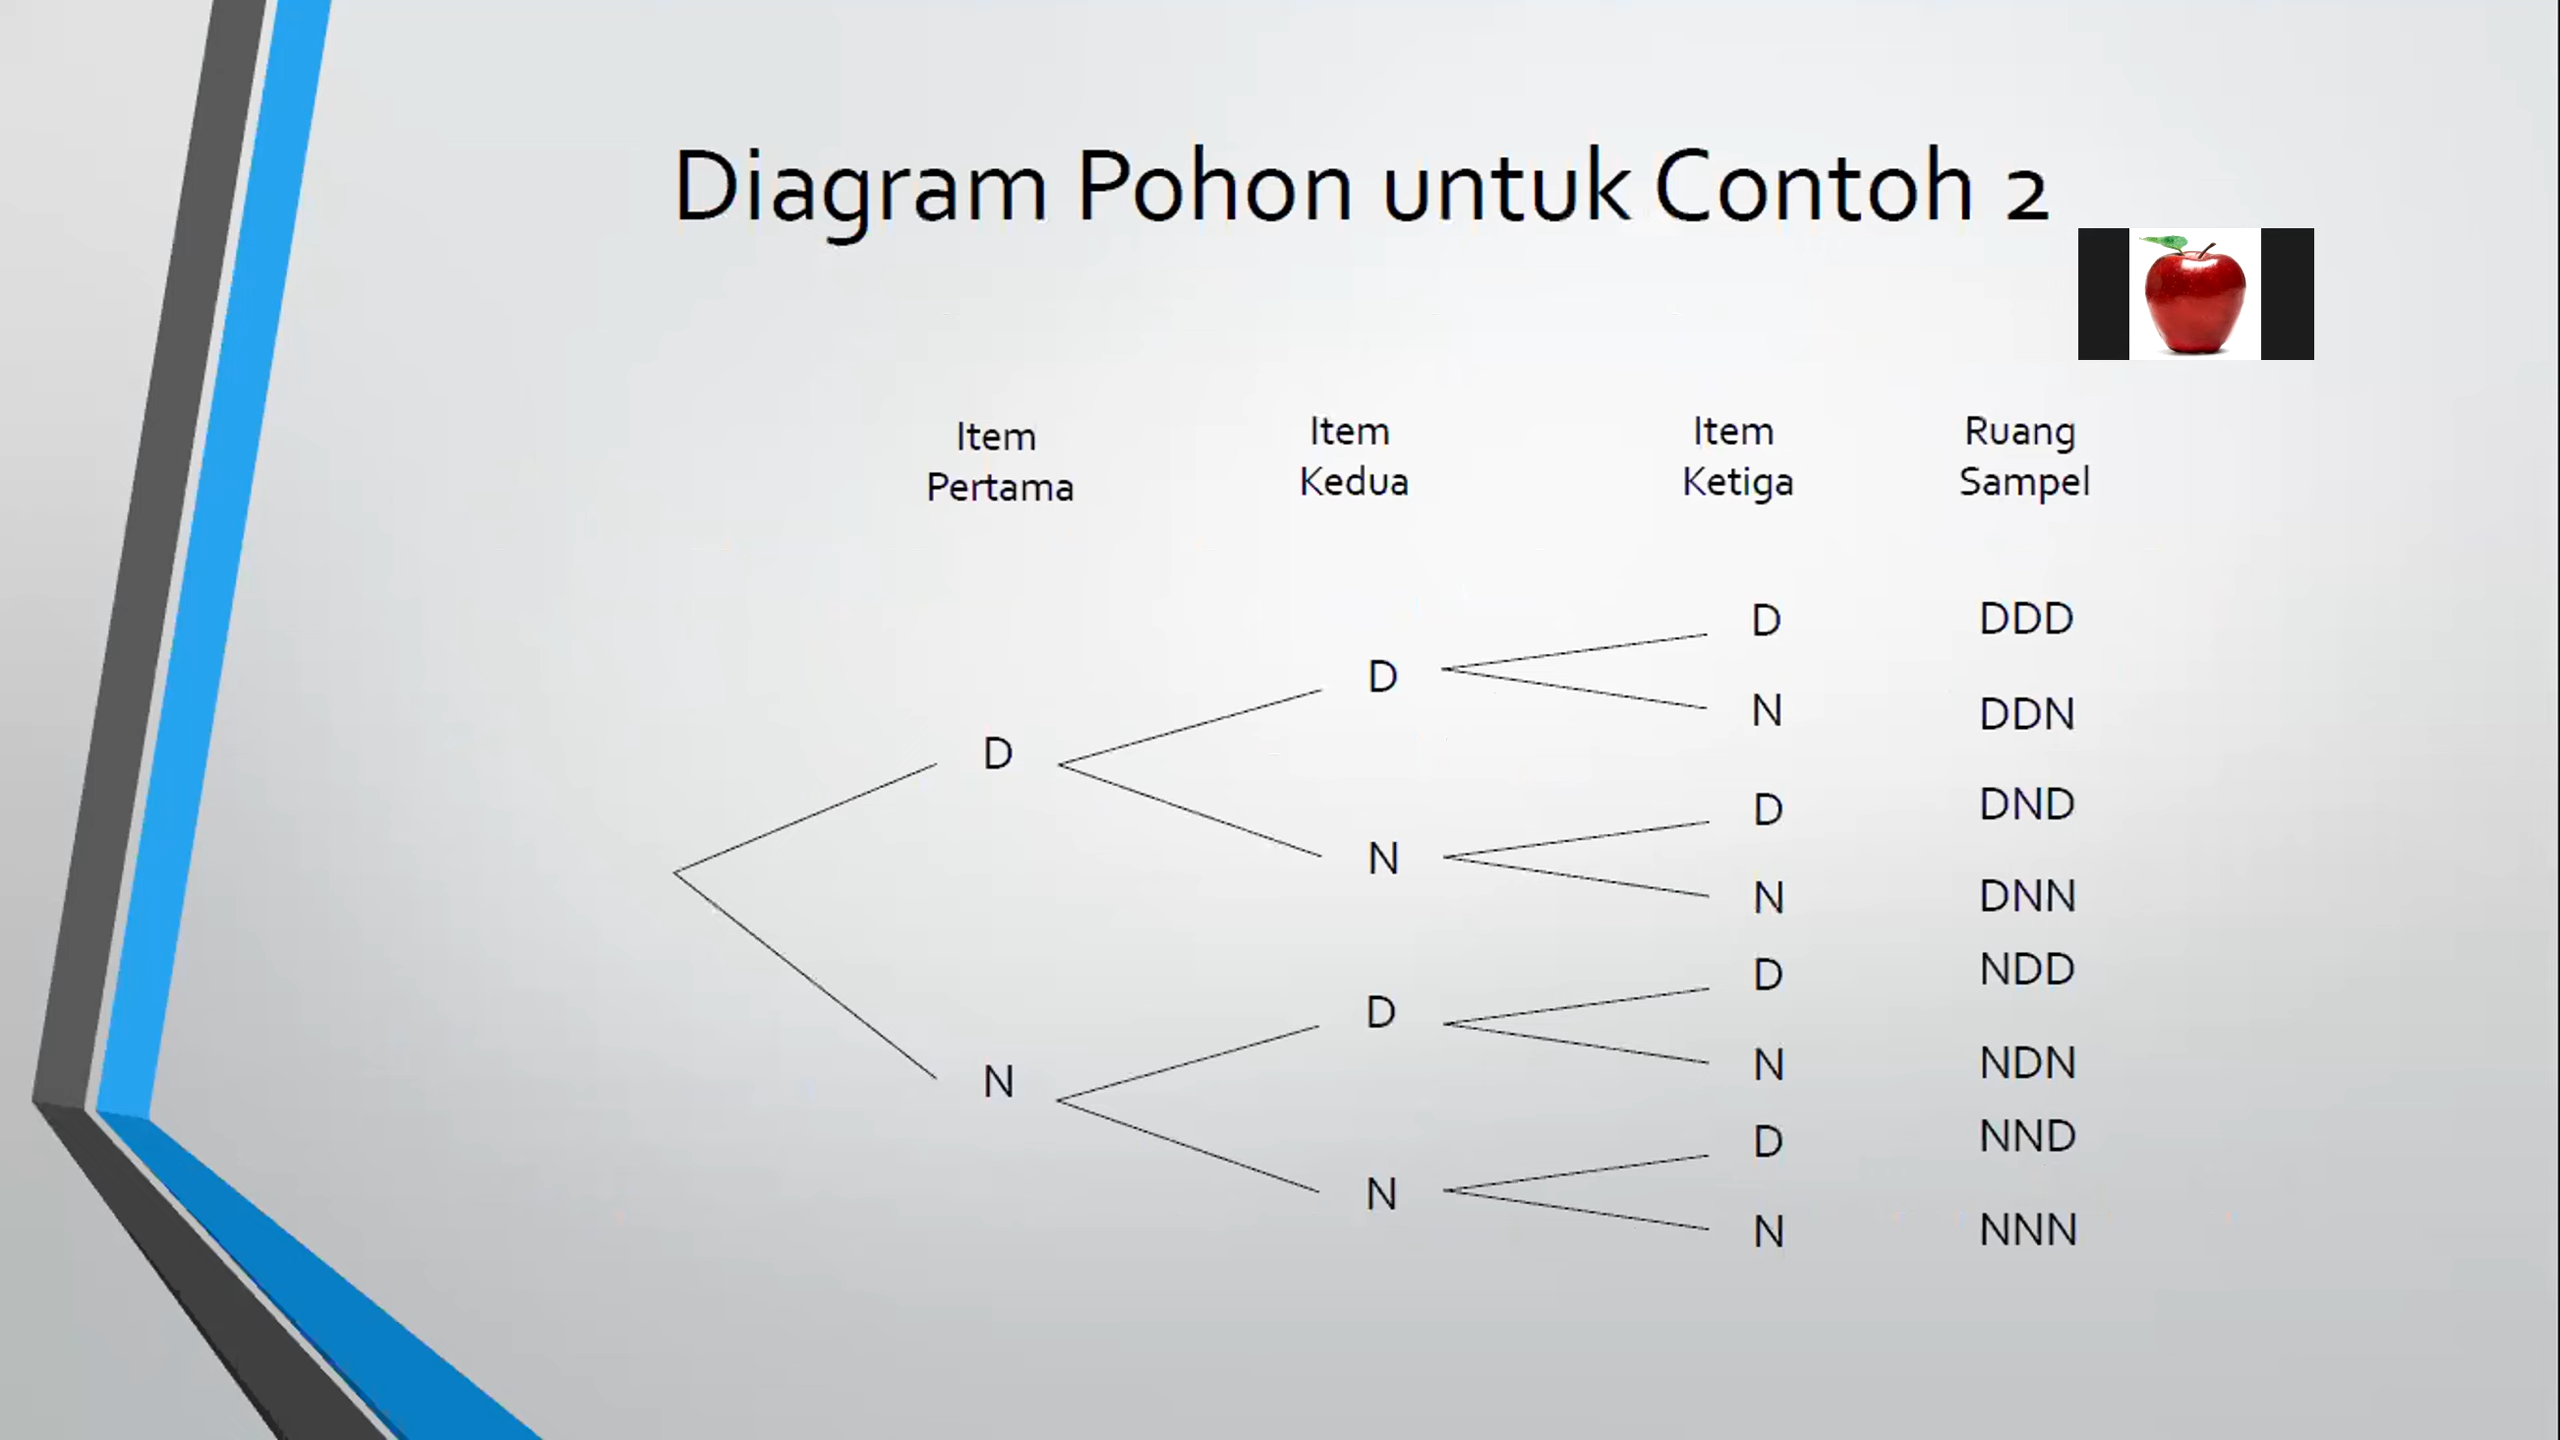 Diagram Pohon untuk Contoh 2
Item Pertama
Item Kedua
Item Ketiga
Ruang Sampel
D DDD
D
N DDN
D
D DND
N
N DNN
D NDD
D
N NDN
N
D NND
N
N NNN